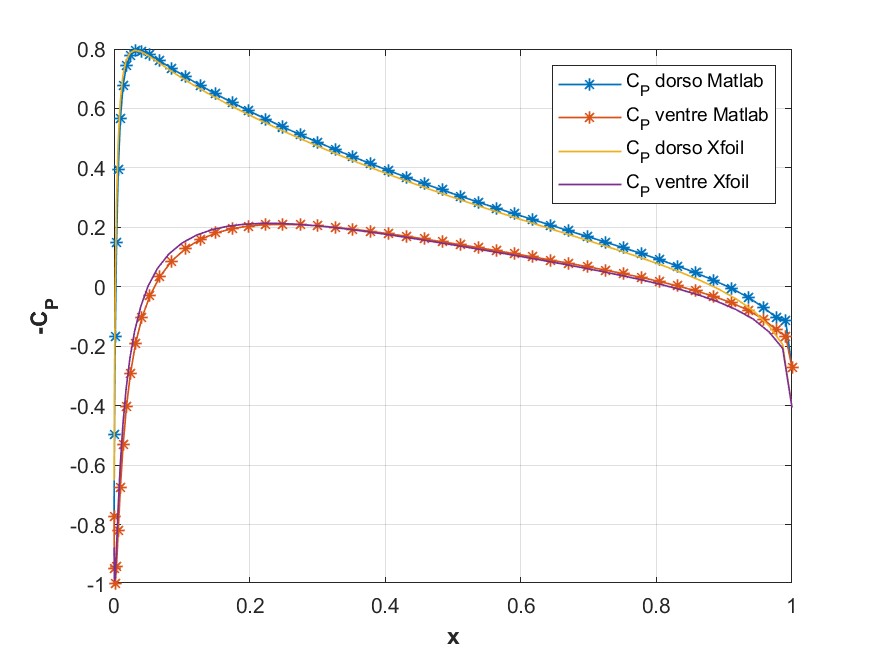 0.8
0.6
0.4
0.2
0
-0.2
-0.4
-0.6
-0.8
-1
-C_P
C_P dorso Matlab
C_P ventre Matlab
C_P dorso Xfoil
C_P ventre Xfoil
0 0.2 0.4 0.6 0.8 1
x